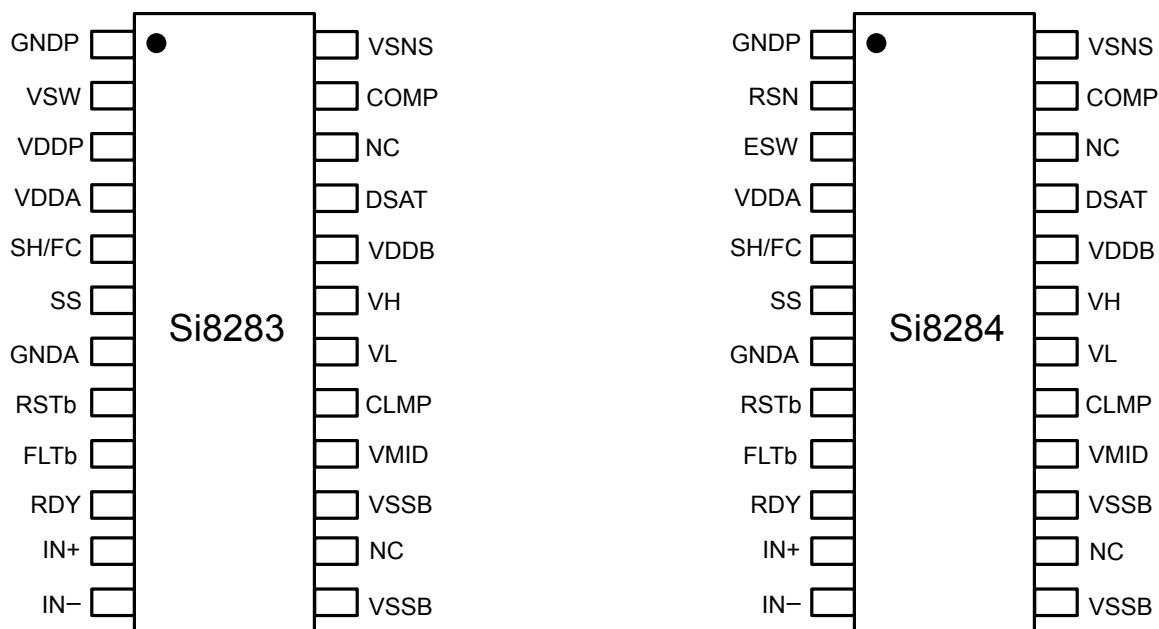 GNDP
VSW
VDDP
VDDA
SH/FC
SS
GNDA
RSTb
FLTb
RDY
IN+
IN−
Si8283
VSNS
COMP
NC
DSAT
VDDB
VH
VL
CLMP
VMID
VSSB
NC
VSSB
GNDP
RSN
ESW
VDDA
SH/FC
SS
GNDA
RSTb
FLTb
RDY
IN+
IN−
Si8284
VSNS
COMP
NC
DSAT
VDDB
VH
VL
CLMP
VMID
VSSB
NC
VSSB